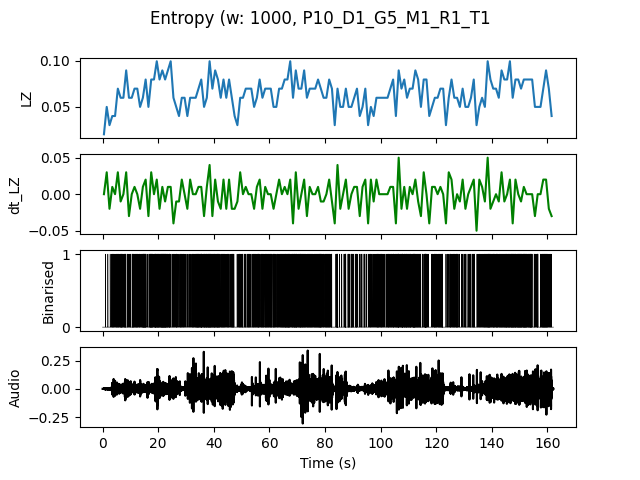 Entropy (w: 1000, P10_D1_G5_M1_R1_T1
0.10
0.05
LZ
0.05
0.00
−0.05
dt_LZ
1
0
Binarised
0.25
0.00
−0.25
Audio
0 20 40 60 80 100 120 140 160
Time (s)